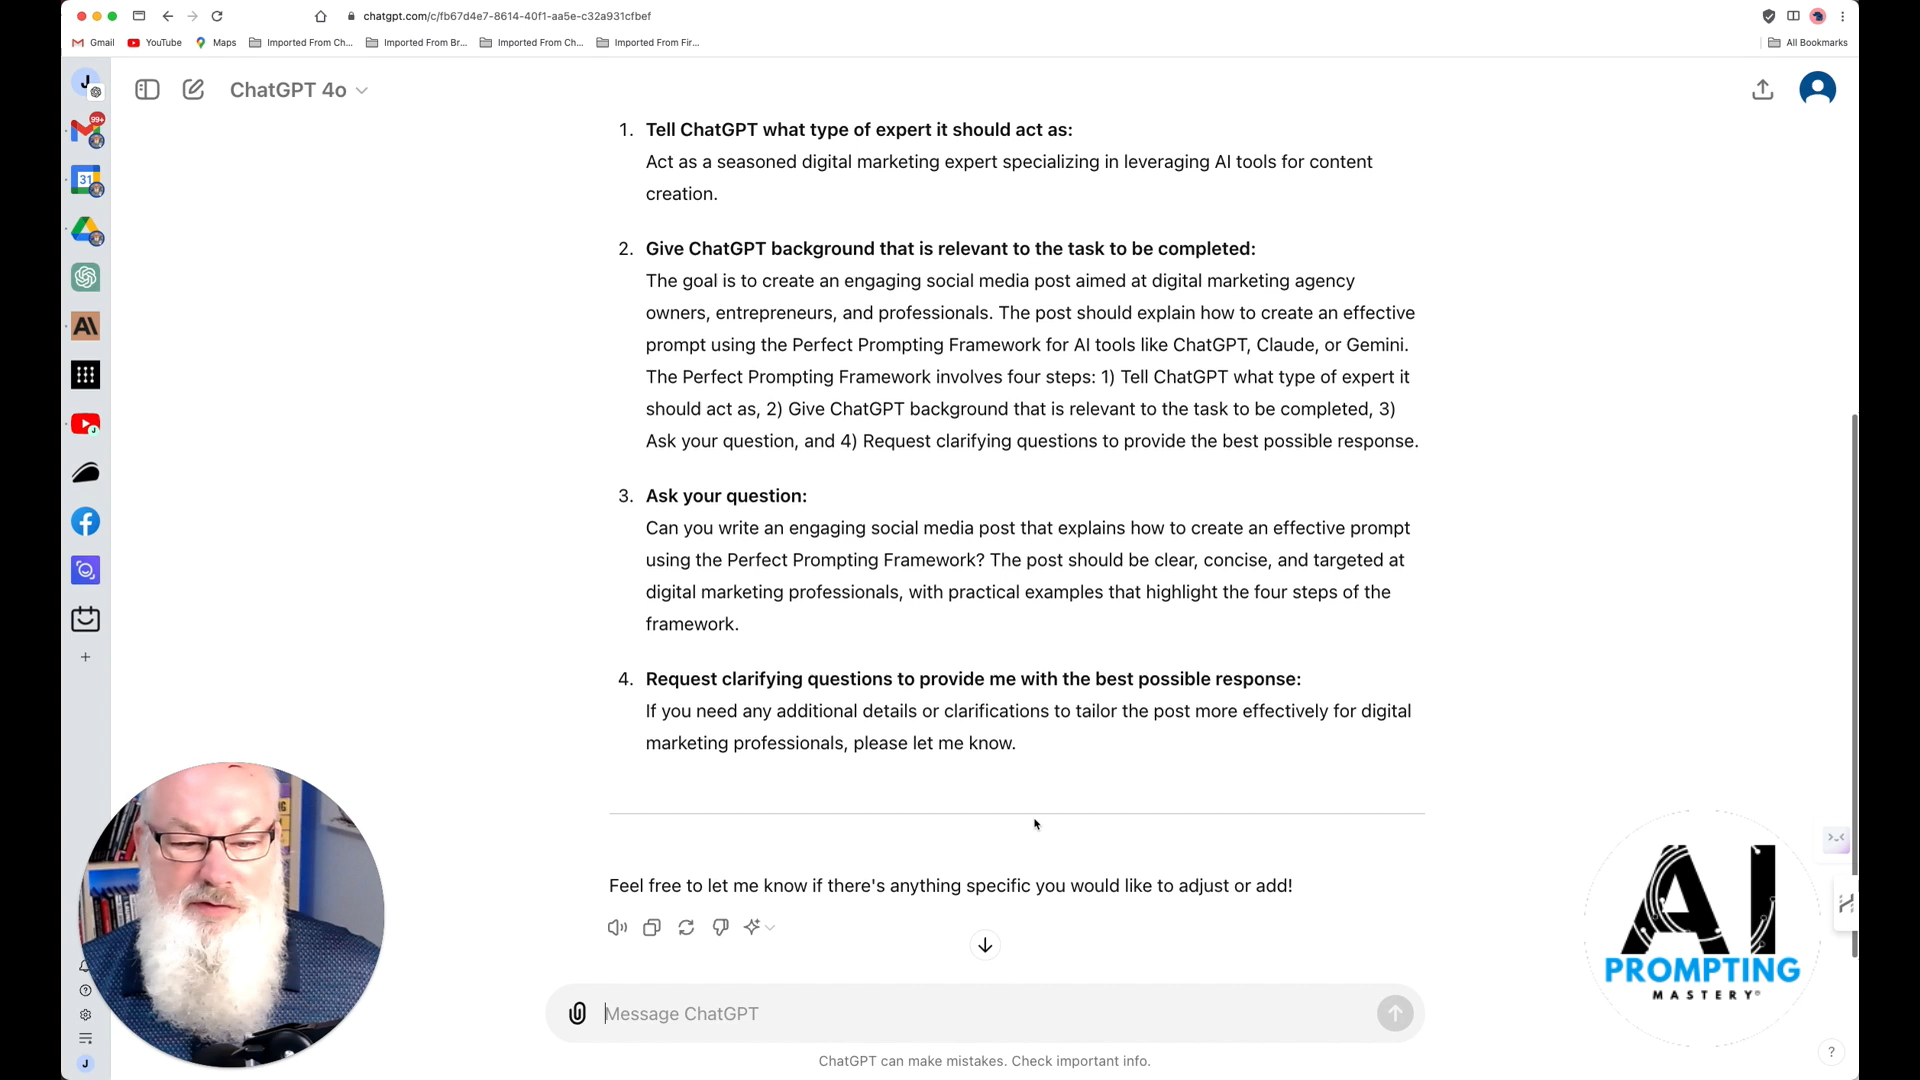 chatgpt.com/c/fb67d4e7-8614-40f1-aa5e-c32a931cfbef
Gmail
YouTube
Maps
Imported From Ch...
Imported From Br...
Imported From Ch...
Imported From Fir...
All Bookmarks
J
ChatGPT 4o
99+
31
1. Tell ChatGPT what type of expert it should act as:
Act as a seasoned digital marketing expert specializing in leveraging AI tools for content
creation.
2. Give ChatGPT background that is relevant to the task to be completed:
The goal is to create an engaging social media post aimed at digital marketing agency
owners, entrepreneurs, and professionals. The post should explain how to create an effective
prompt using the Perfect Prompting Framework for AI tools like ChatGPT, Claude, or Gemini.
The Perfect Prompting Framework involves four steps: 1) Tell ChatGPT what type of expert it
should act as, 2) Give ChatGPT background that is relevant to the task to be completed, 3)
Ask your question, and 4) Request clarifying questions to provide the best possible response.
3. Ask your question:
Can you write an engaging social media post that explains how to create an effective prompt
using the Perfect Prompting Framework? The post should be clear, concise, and targeted at
digital marketing professionals, with practical examples that highlight the four steps of the
framework.
4. Request clarifying questions to provide me with the best possible response:
If you need any additional details or clarifications to tailor the post more effectively for digital
marketing professionals, please let me know.
Feel free to let me know if there's anything specific you would like to adjust or add!
Message ChatGPT
ChatGPT can make mistakes. Check important info.
J
?
AI
PROMPTING
MASTERY®